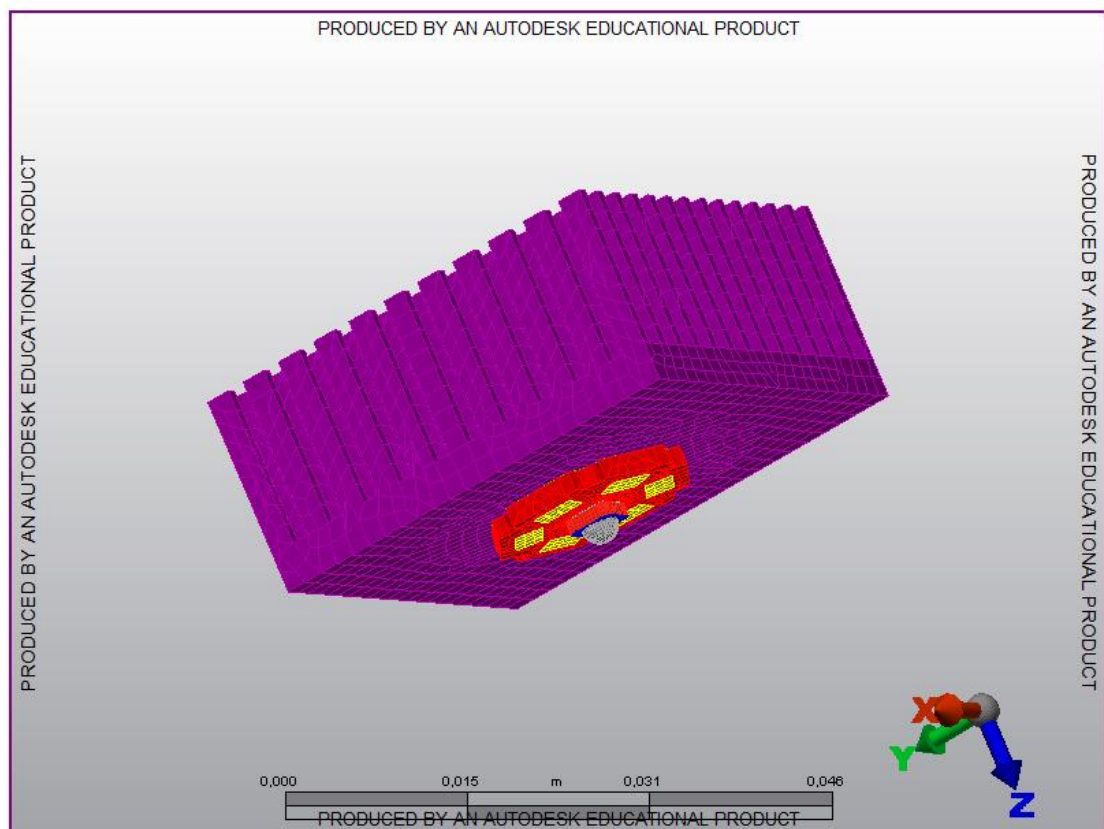 PRODUCED BY AN AUTODESK EDUCATIONAL PRODUCT
PRODUCED BY AN AUTODESK EDUCATIONAL PRODUCT
PRODUCED BY AN AUTODESK EDUCATIONAL PRODUCT
X
Y
Z
0,000 0,015 m 0,031 0,046
PRODUCED BY AN AUTODESK EDUCATIONAL PRODUCT